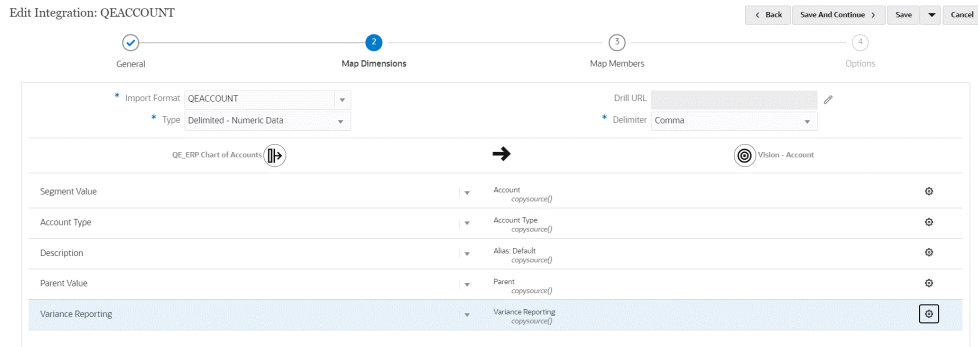 Edit Integration: QEACCOUNT
< Back Save And Continue > Save Cancel
2 3 4
General Map Dimensions Map Members Options
* Import Format QEACCOUNT Drill URL
* Type Delimited - Numeric Data * Delimiter Comma
QE_ERP Chart of Accounts Vision - Account
Segment Value Account
copysource()
Account Type Account Type
copysource()
Description Alias: Default
copysource()
Parent Value Parent
copysource()
Variance Reporting Variance Reporting
copysource()